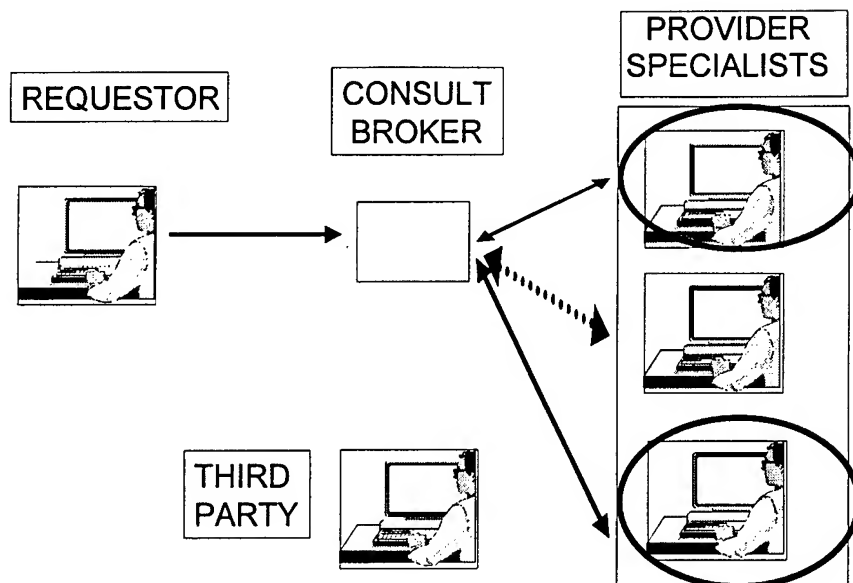 REQUESTOR
CONSULT
BROKER
PROVIDER
SPECIALISTS
THIRD
PARTY